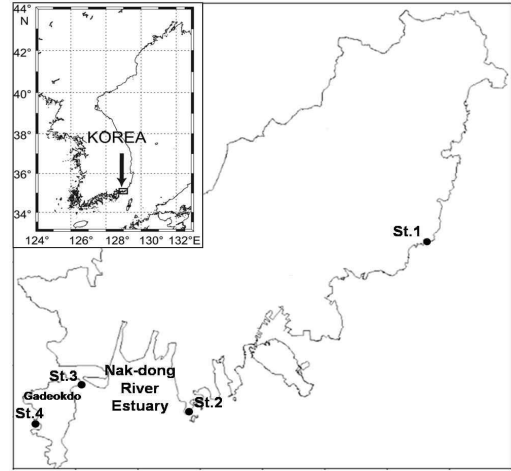 44°
N
42°
40°
38°
36°
34°
KOREA
124°
126°
128°
130°
132°E
St.1
Nak-dong
River
Estuary
St.3
Gadeokdo
St.4
St.2